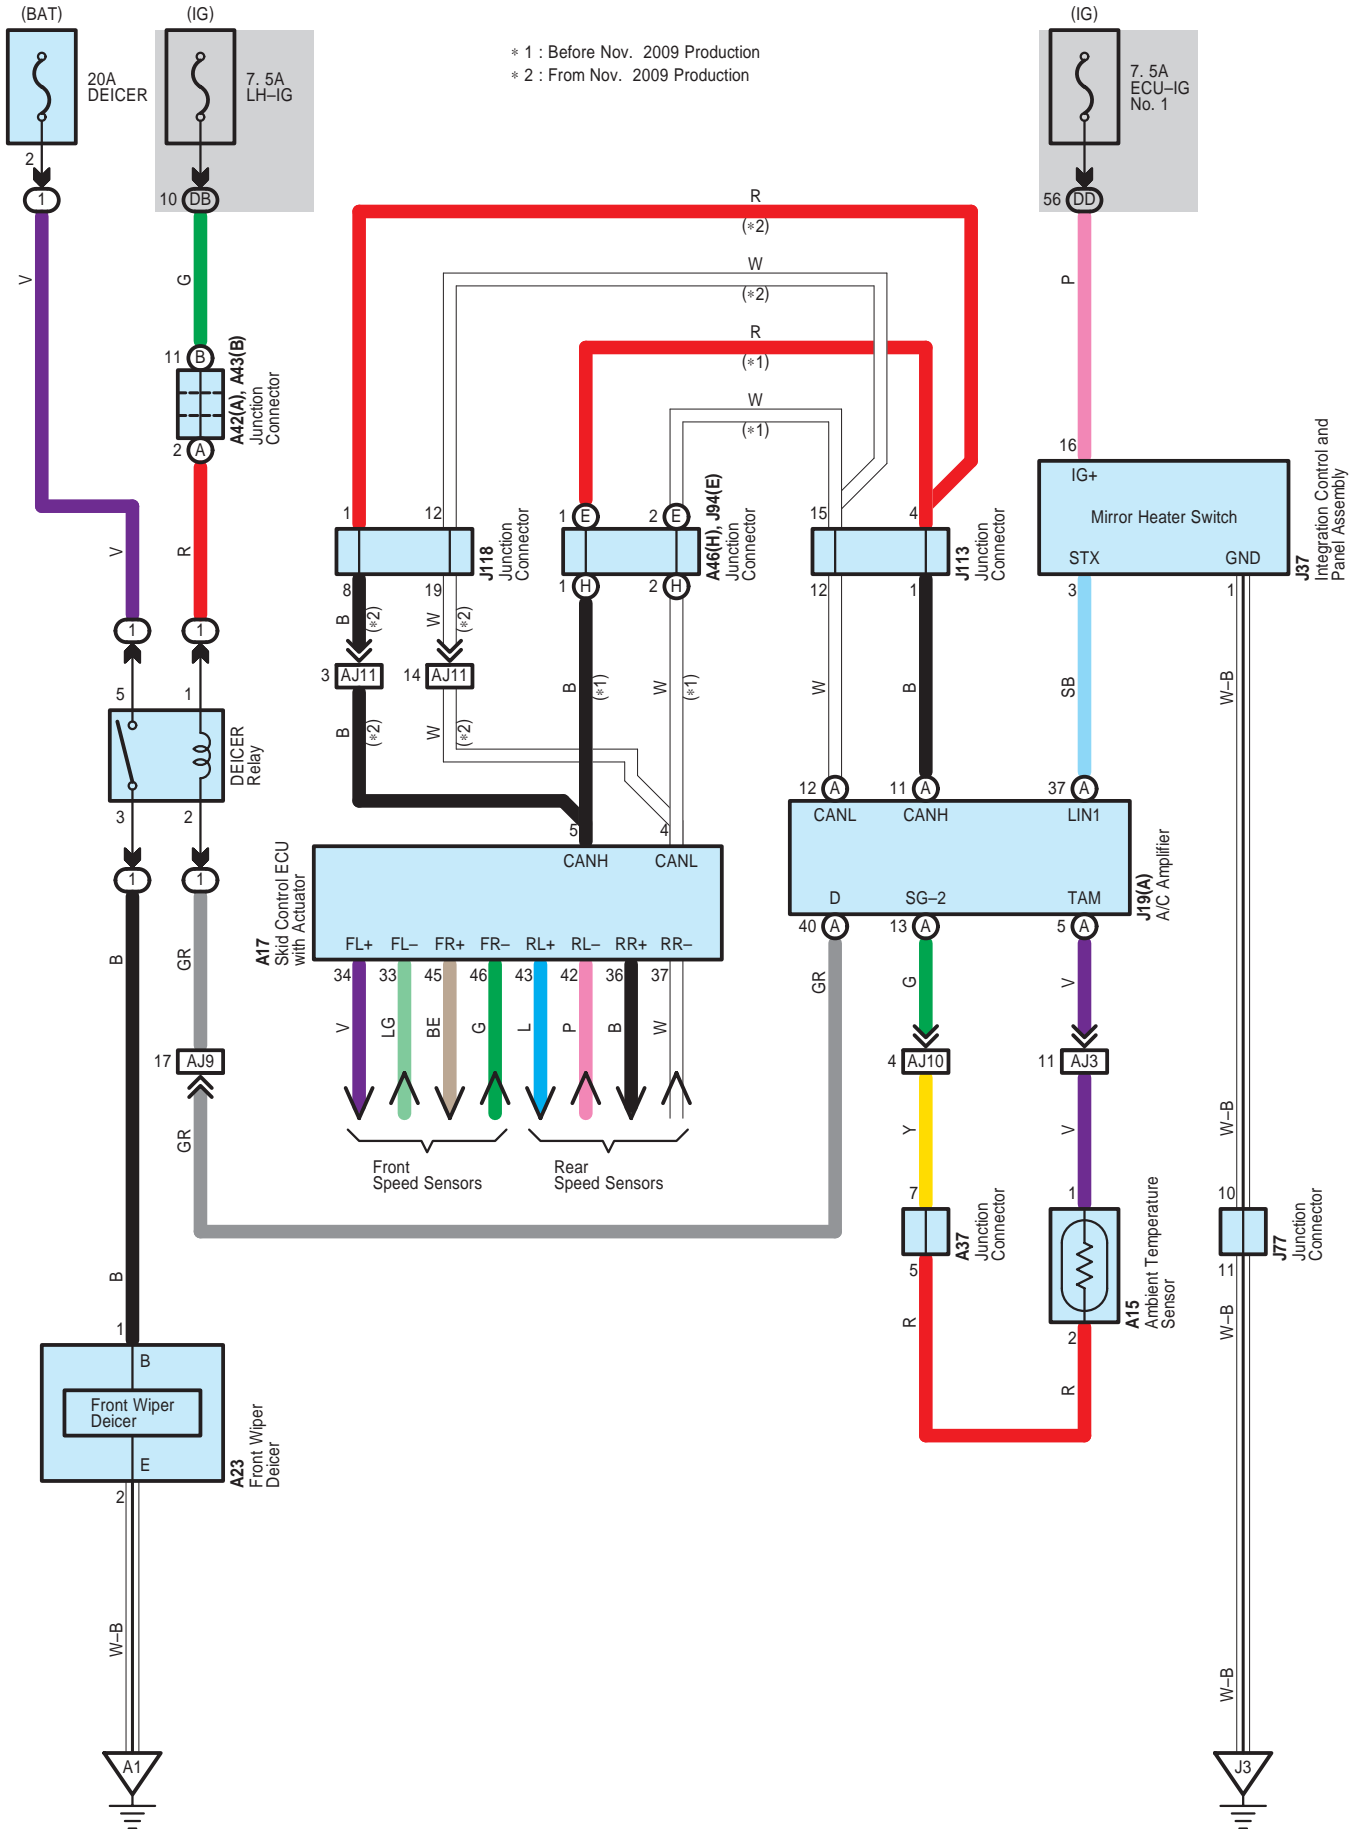 (BAT)
(IG)
(IG)
∗ 1 : Before Nov. 2009 Production
∗ 2 : From Nov. 2009 Production
20A
DEICER
7. 5A
LH–IG
7. 5A
ECU–IG
No. 1
2
1
10
DB
56
DD
V
G
R
(∗2)
W
(∗2)
R
(∗1)
W
(∗1)
P
11
B
A42(A), A43(B)
Junction
Connector
2
A
16
IG+
Mirror Heater Switch
STX
GND
J37
Integration Control and
Panel Assembly
V
R
1
12
J118
Junction
Connector
8
19
1
E
2
E
A46(H), J94(E)
Junction
Connector
1
H
2
H
15
4
J113
Junction
Connector
12
1
3
1
B
(∗2)
W
(∗2)
3
AJ11
14
AJ11
B
(∗2)
W
(∗2)
B
(∗1)
W
(∗1)
W
B
SB
W–B
1
1
5
1
DEICER
Relay
3
2
1
1
5
4
CANH
CANL
A17
Skid Control ECU
with Actuator
FL+
FL–
FR+
FR–
RL+
RL–
RR+
RR–
34
33
45
46
43
42
36
37
V
LG
BE
G
L
P
B
W
Front
Speed Sensors
Rear
Speed Sensors
12
A
11
A
37
A
CANL
CANH
LIN1
D
SG–2
TAM
J19(A)
A/C Amplifier
40
A
13
A
5
A
B
GR
GR
G
V
17
AJ9
GR
4
AJ10
11
AJ3
Y
V
W–B
7
A37
Junction
Connector
5
1
A15
Ambient Temperature
Sensor
2
10
J77
Junction
Connector
11
B
R
R
W–B
1
B
Front Wiper
Deicer
E
A23
Front Wiper
Deicer
2
W–B
W–B
A1
J3